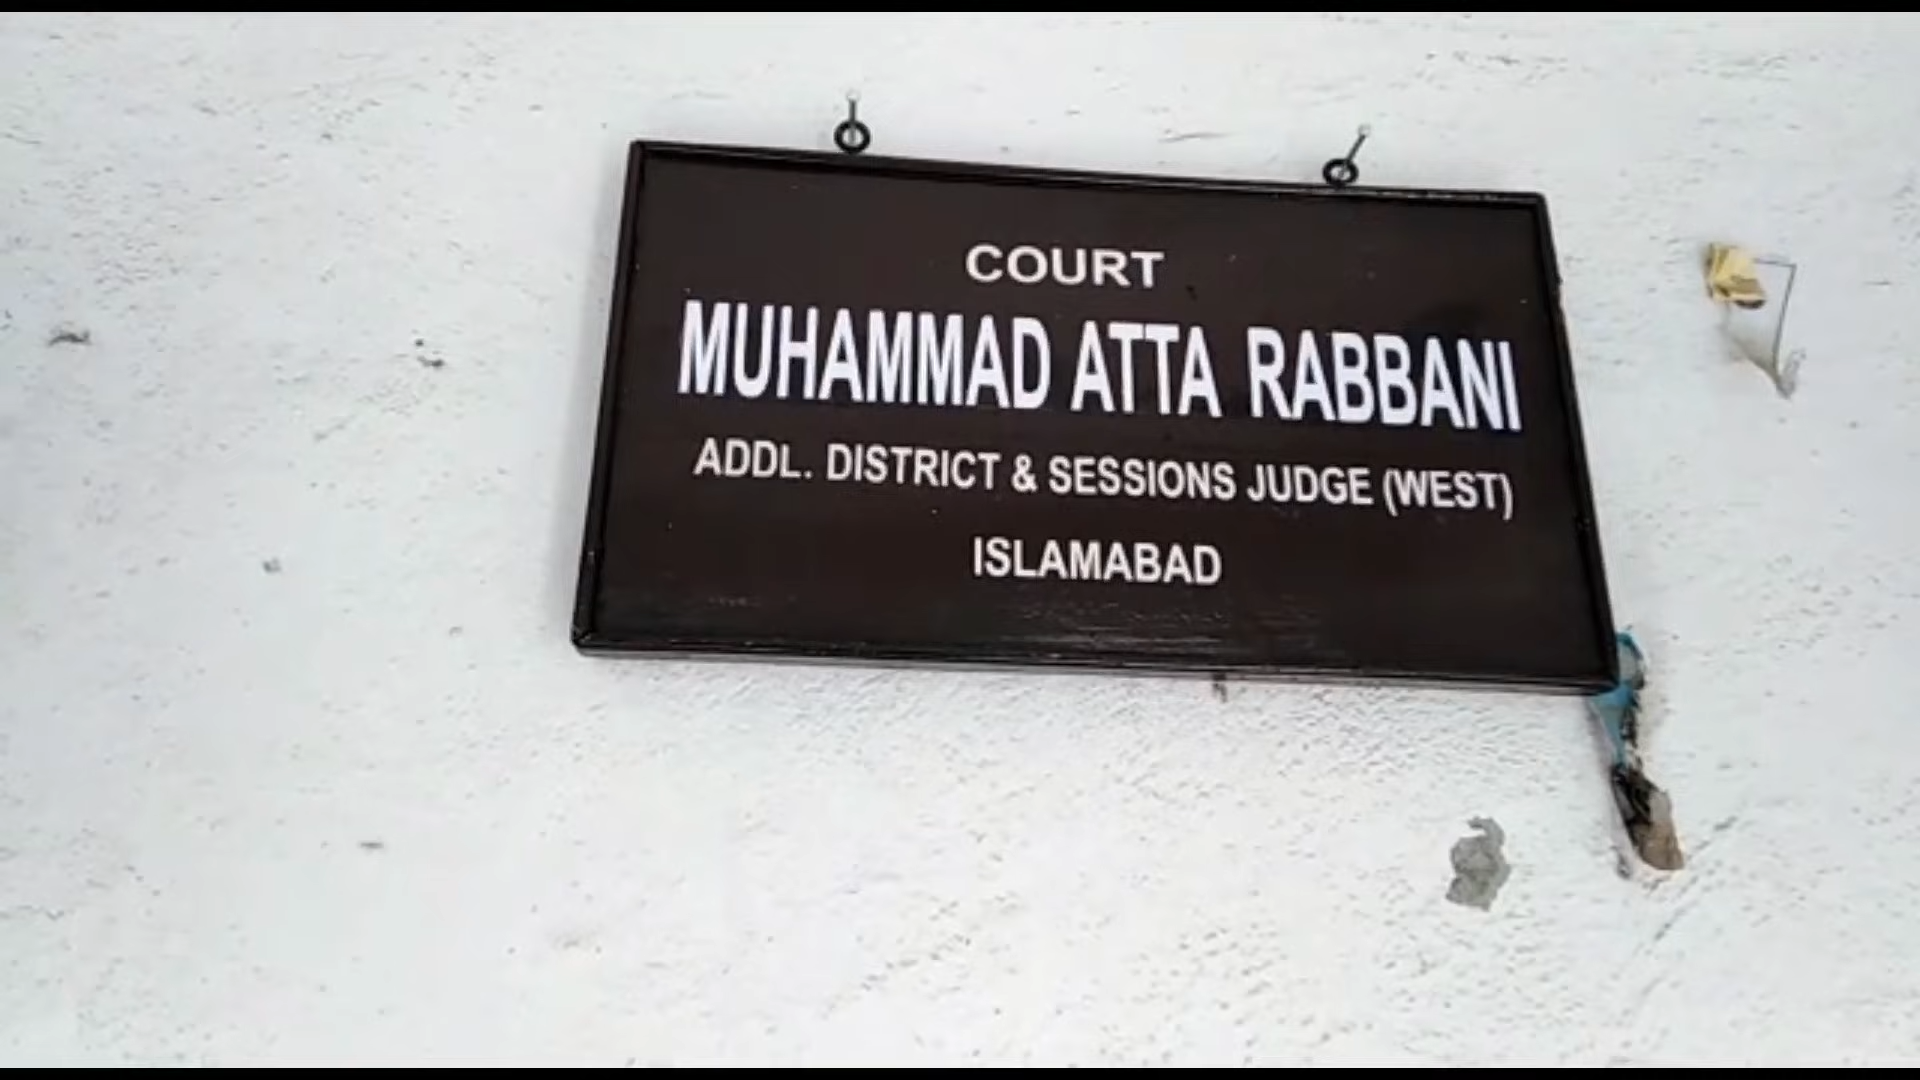 COURT
MUHAMMAD ATTA RABBANI
ADDL. DISTRICT & SESSIONS JUDGE (WEST)
ISLAMABAD